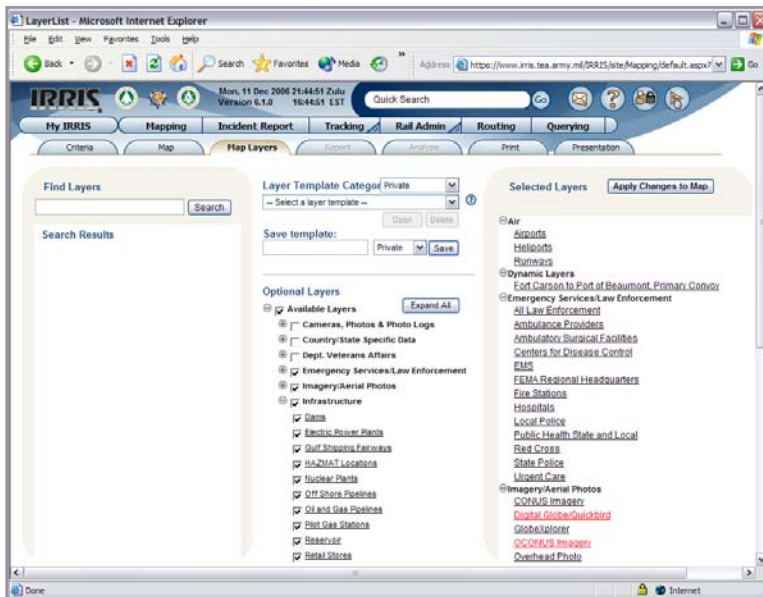 LayerList - Microsoft Internet Explorer
File Edit View Favorites Tools Help
Back Search Favorites Media » Address https://www.irris.tea.army.mil/IRRIS/site/Mapping/default.aspx? Go
IRRIS Mon, 11 Dec 2006 21:44:51 Zulu
Version 6.1.0 16:44:51 EST
Quick Search Go
My IRRIS Mapping Incident Report Tracking Rail Admin Routing Querying
Criteria Map Map Layers Report Analysis Print Presentation
Find Layers
Search
Search Results
Layer Template Categor Private
-- Select a layer template --
Open Delete
Save template:
Private Save
Optional Layers Expand All
Available Layers
Cameras, Photos & Photo Logs
Country/State Specific Data
Dept. Veterans Affairs
Emergency Services/Law Enforcement
Imagery/Aerial Photos
Infrastructure
Dams
Electric Power Plants
Gulf Shipping Fairways
HAZMAT Locations
Nuclear Plants
Off Shore Pipelines
Oil and Gas Pipelines
Pilot Gas Stations
Reservoir
Retail Stores
Selected Layers Apply Changes to Map
Air
Airports
Heliports
Runways
Dynamic Layers
Fort Carson to Port of Beaumont, Primary Convoy
Emergency Services/Law Enforcement
All Law Enforcement
Ambulance Providers
Ambulatory Surgical Facilities
Centers for Disease Control
EMS
FEMA Regional Headquarters
Fire Stations
Hospitals
Local Police
Public Health State and Local
Red Cross
State Police
Urgent Care
Imagery/Aerial Photos
CONUS Imagery
Digital Globe/Quickbird
GlobeXplorer
OCONUS Imagery
Overhead Photo
Done Internet